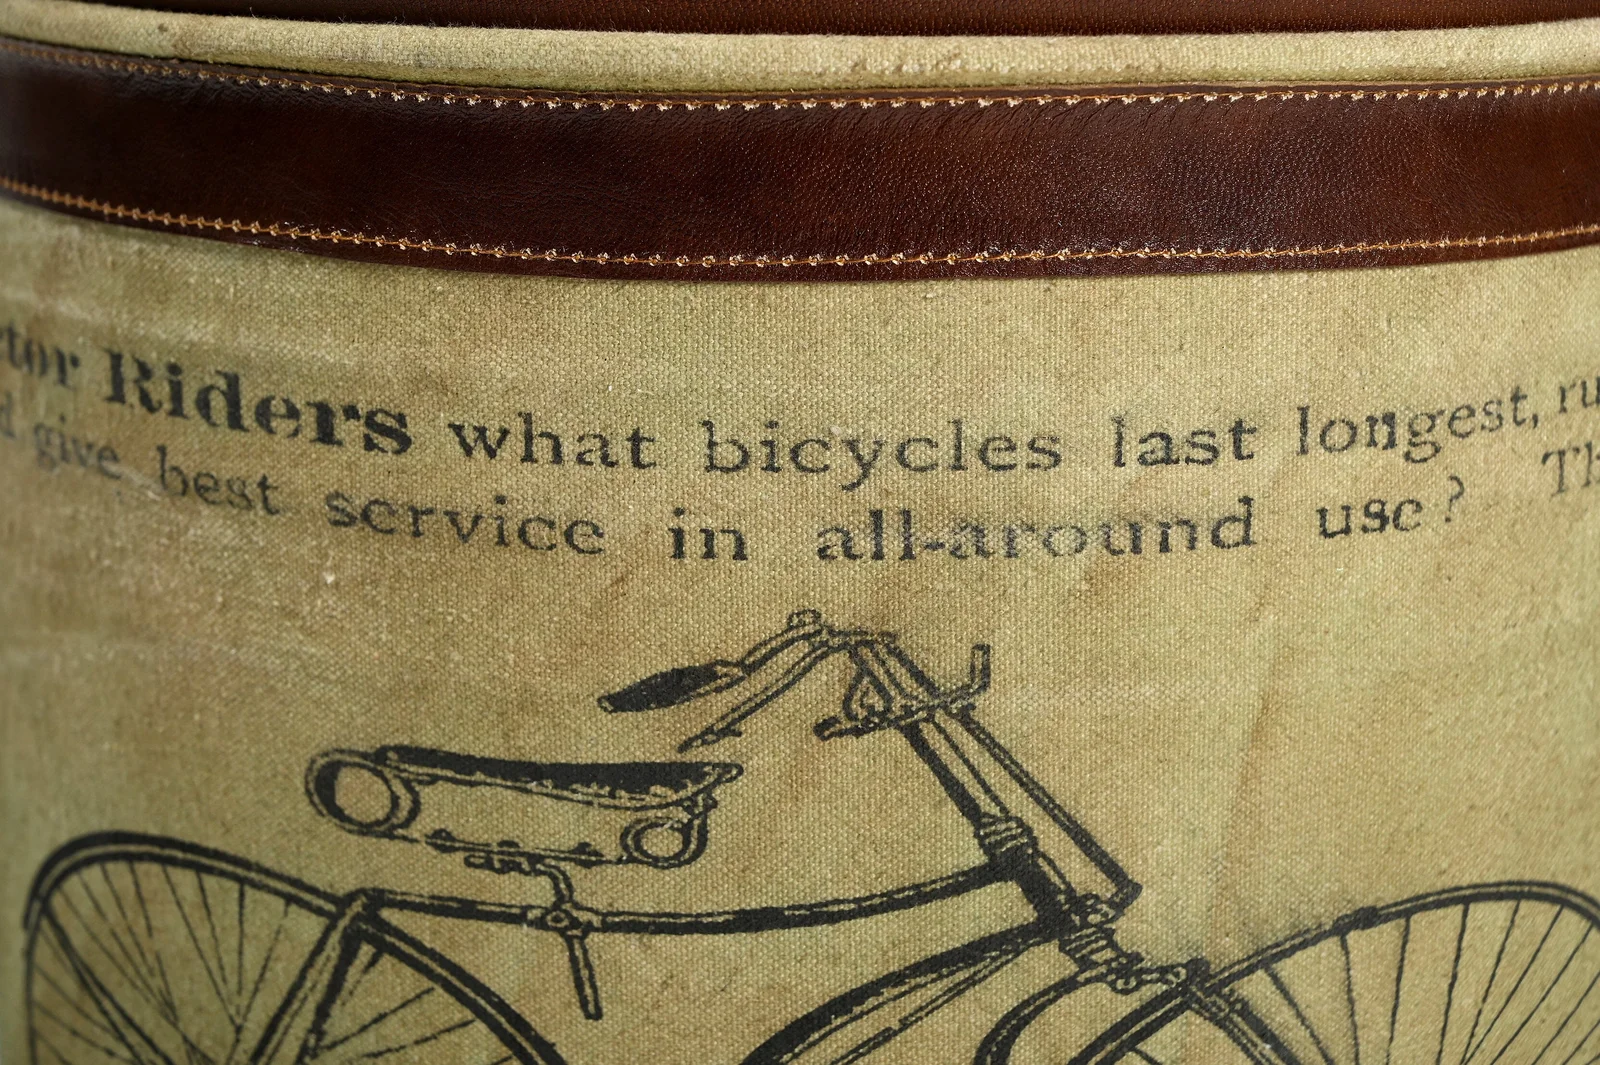 Riders what bicycles last longest,
give best service in all-around use?